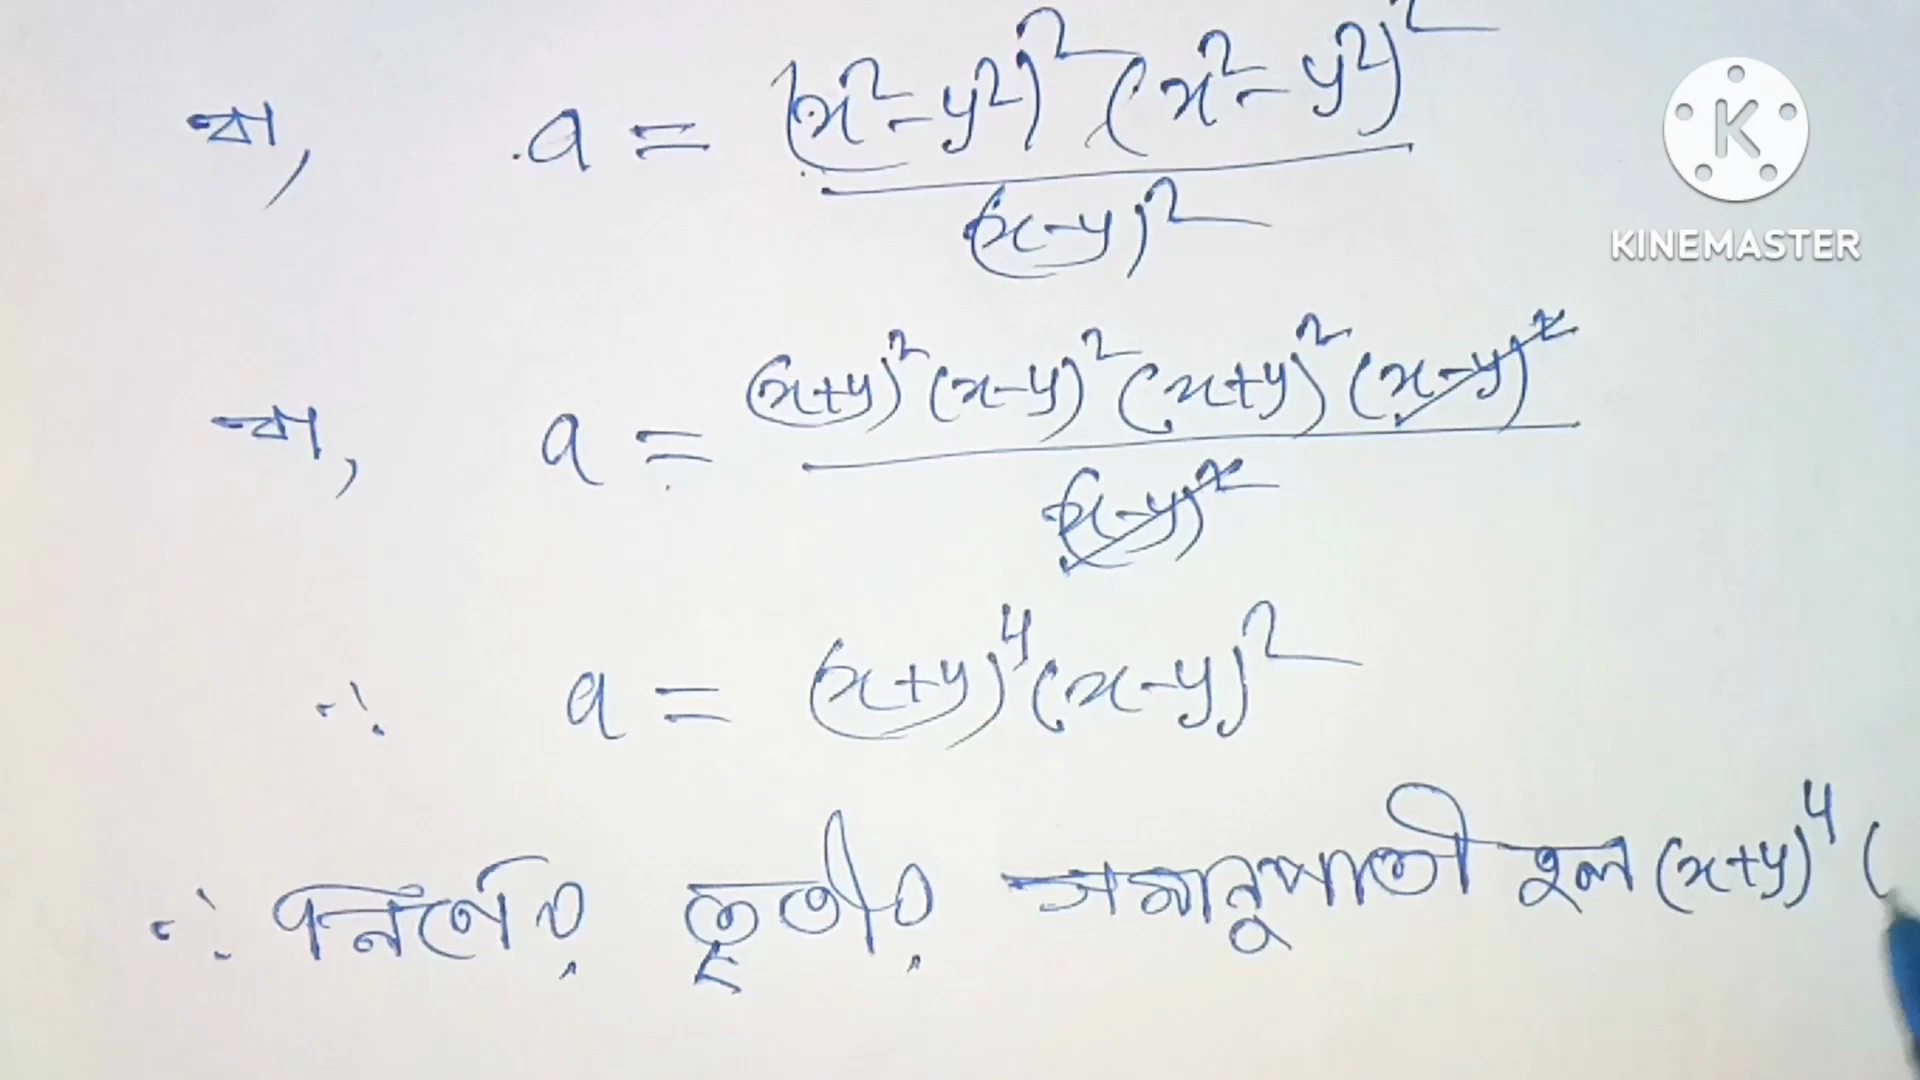 বা, a = (x²-y²)²(x²-y²)² / (x-y)²
K
KINEMASTER
বা, a = (x+y)²(x-y)²(x+y)²(x-y)² / (x-y)²
∴ a = (x+y)⁴(x-y)²
∴ নির্ণেয় তৃতীয় সমানুপাতী হল (x+y)⁴(